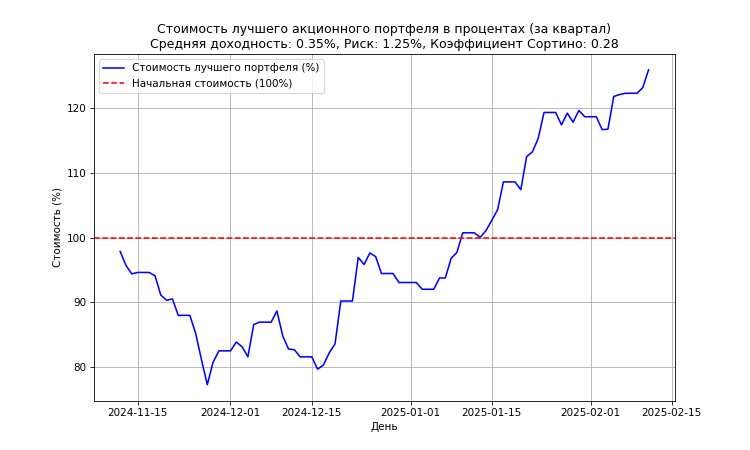 Стоимость лучшего акционного портфеля в процентах (за квартал)
Средняя доходность: 0.35%, Риск: 1.25%, Коэффициент Сортино: 0.28
Стоимость лучшего портфеля (%)
Начальная стоимость (100%)
Стоимость (%)
120
110
100
90
80
2024-11-15 2024-12-01 2024-12-15 2025-01-01 2025-01-15 2025-02-01 2025-02-15
День